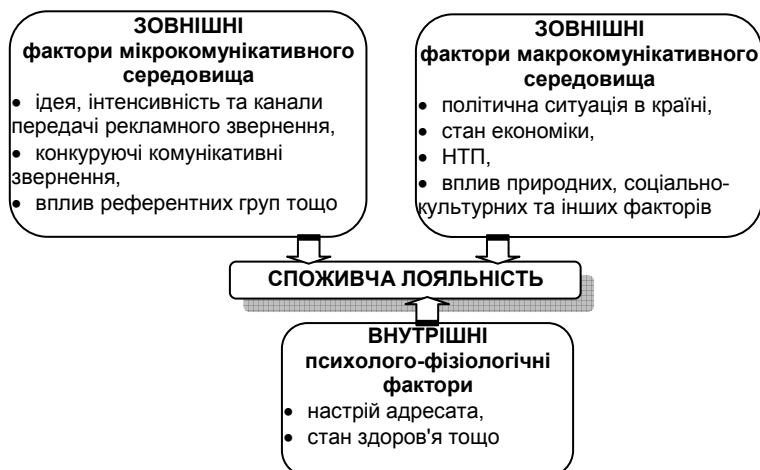 ЗОВНІШНІ
фактори мікрокомунікативного
середовища
• ідея, інтенсивність та канали
передачі рекламного звернення,
• конкуруючі комунікативні
звернення,
• вплив референтних груп тощо
ЗОВНІШНІ
фактори макрокомунікативного
середовища
• політична ситуація в країні,
• стан економіки,
• НТП,
• вплив природних, соціально-
культурних та інших факторів
СПОЖИВЧА ЛОЯЛЬНІСТЬ
ВНУТРІШНІ
психолого-фізіологічні
фактори
• настрій адресата,
• стан здоров'я тощо